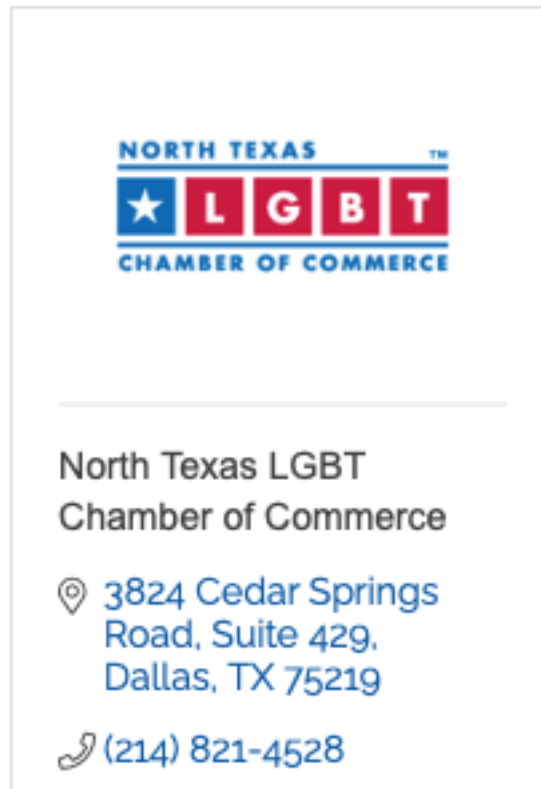 NORTH TEXAS ™
L G B T
CHAMBER OF COMMERCE
North Texas LGBT
Chamber of Commerce
3824 Cedar Springs
Road, Suite 429,
Dallas, TX 75219
(214) 821-4528